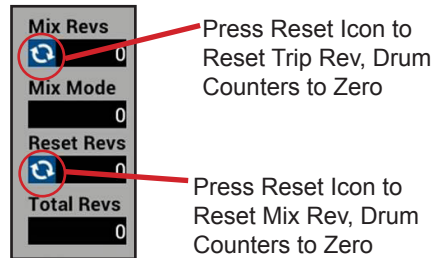 Mix Revs
0
Mix Mode
0
Reset Revs
0
Total Revs
0
Press Reset Icon to
Reset Trip Rev, Drum
Counters to Zero
Press Reset Icon to
Reset Mix Rev, Drum
Counters to Zero